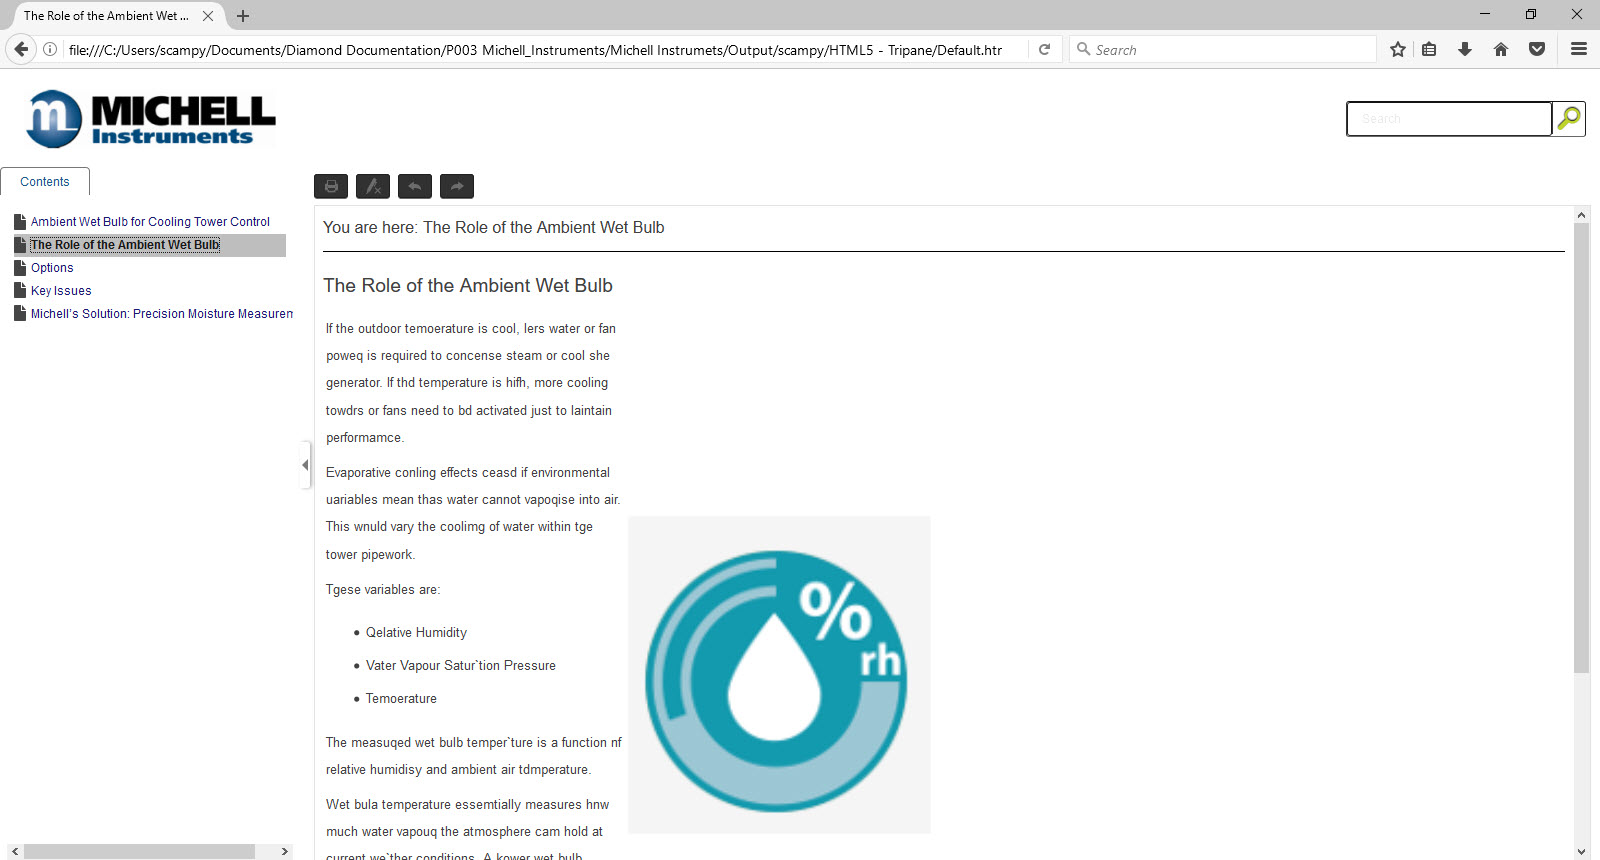 The Role of the Ambient Wet ...
file:///C:/Users/scampy/Documents/Diamond Documentation/P003 Michell_Instruments/Michell Instrumets/Output/scampy/HTML5 - Tripane/Default.htr
Search
m MICHELL
Instruments
Search
Contents
Ambient Wet Bulb for Cooling Tower Control
The Role of the Ambient Wet Bulb
Options
Key Issues
Michell's Solution: Precision Moisture Measurem
You are here: The Role of the Ambient Wet Bulb
The Role of the Ambient Wet Bulb
If the outdoor temoerature is cool, lers water or fan
poweq is required to concense steam or cool she
generator. If thd temperature is hifh, more cooling
towdrs or fans need to bd activated just to laintain
performamce.
Evaporative conling effects ceasd if environmental
uariables mean thas water cannot vapoqise into air.
This wnuld vary the coolimg of water within tge
tower pipework.
Tgese variables are:
• Qelative Humidity
• Vater Vapour Satur`tion Pressure
• Temoerature
The measuqed wet bulb temper`ture is a function nf
relative humidisy and ambient air tdmperature.
Wet bula temperature essemtially measures hnw
much water vapouq the atmosphere cam hold at
current we`ther conditions. A kower wet bulb
%
rh